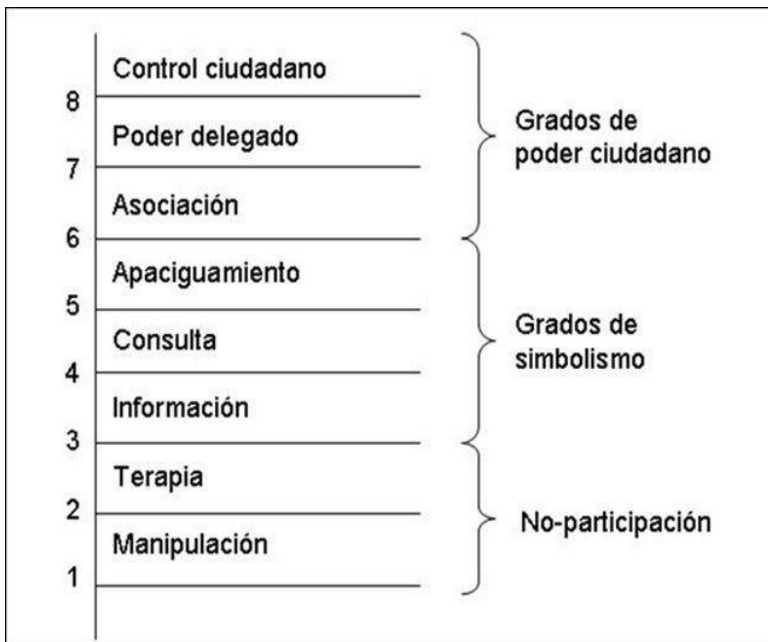 Control ciudadano
8
Poder delegado
7
Asociación
6
Apaciguamiento
5
Consulta
4
Información
3
Terapia
2
Manipulación
1
Grados de
poder ciudadano
Grados de
simbolismo
No-participación